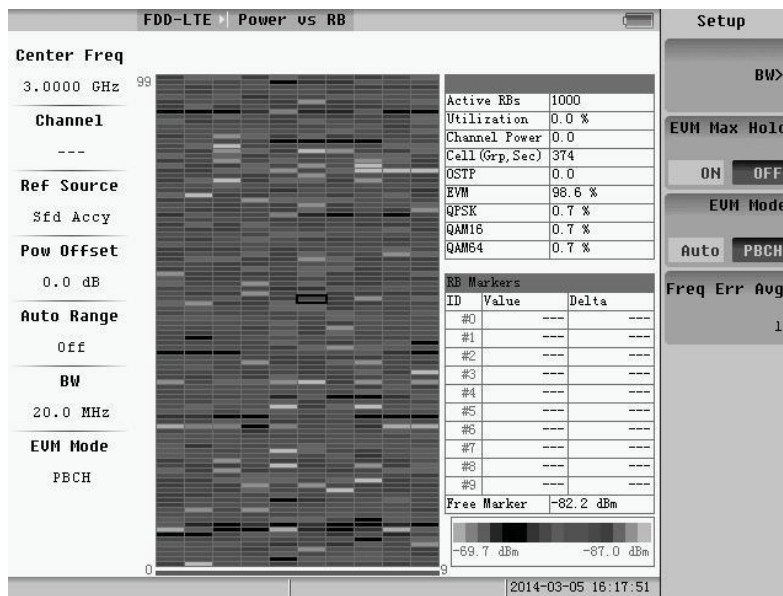 FDD-LTE Power vs RB
Setup
Center Freq
3.0000 GHz
Channel
---
Ref Source
Sfd Accy
Pow Offset
0.0 dB
Auto Range
Off
BW
20.0 MHz
EVM Mode
PBCH
99
0
9
Active RBs 1000
Utilization 0.0 %
Channel Power 0.0
Cell(Grp,Sec) 374
OSTP 0.0
EVM 98.6 %
QPSK 0.7 %
QAM16 0.7 %
QAM64 0.7 %
RB Markers
ID Value Delta
#0 --- ---
#1 --- ---
#2 --- ---
#3 --- ---
#4 --- ---
#5 --- ---
#6 --- ---
#7 --- ---
#8 --- ---
#9 --- ---
Free Marker -82.2 dBm
-69.7 dBm -87.0 dBm
2014-03-05 16:17:51
BW>
EVM Max Hold
ON OFF
EVM Mode
Auto PBCH
Freq Err Avg
1